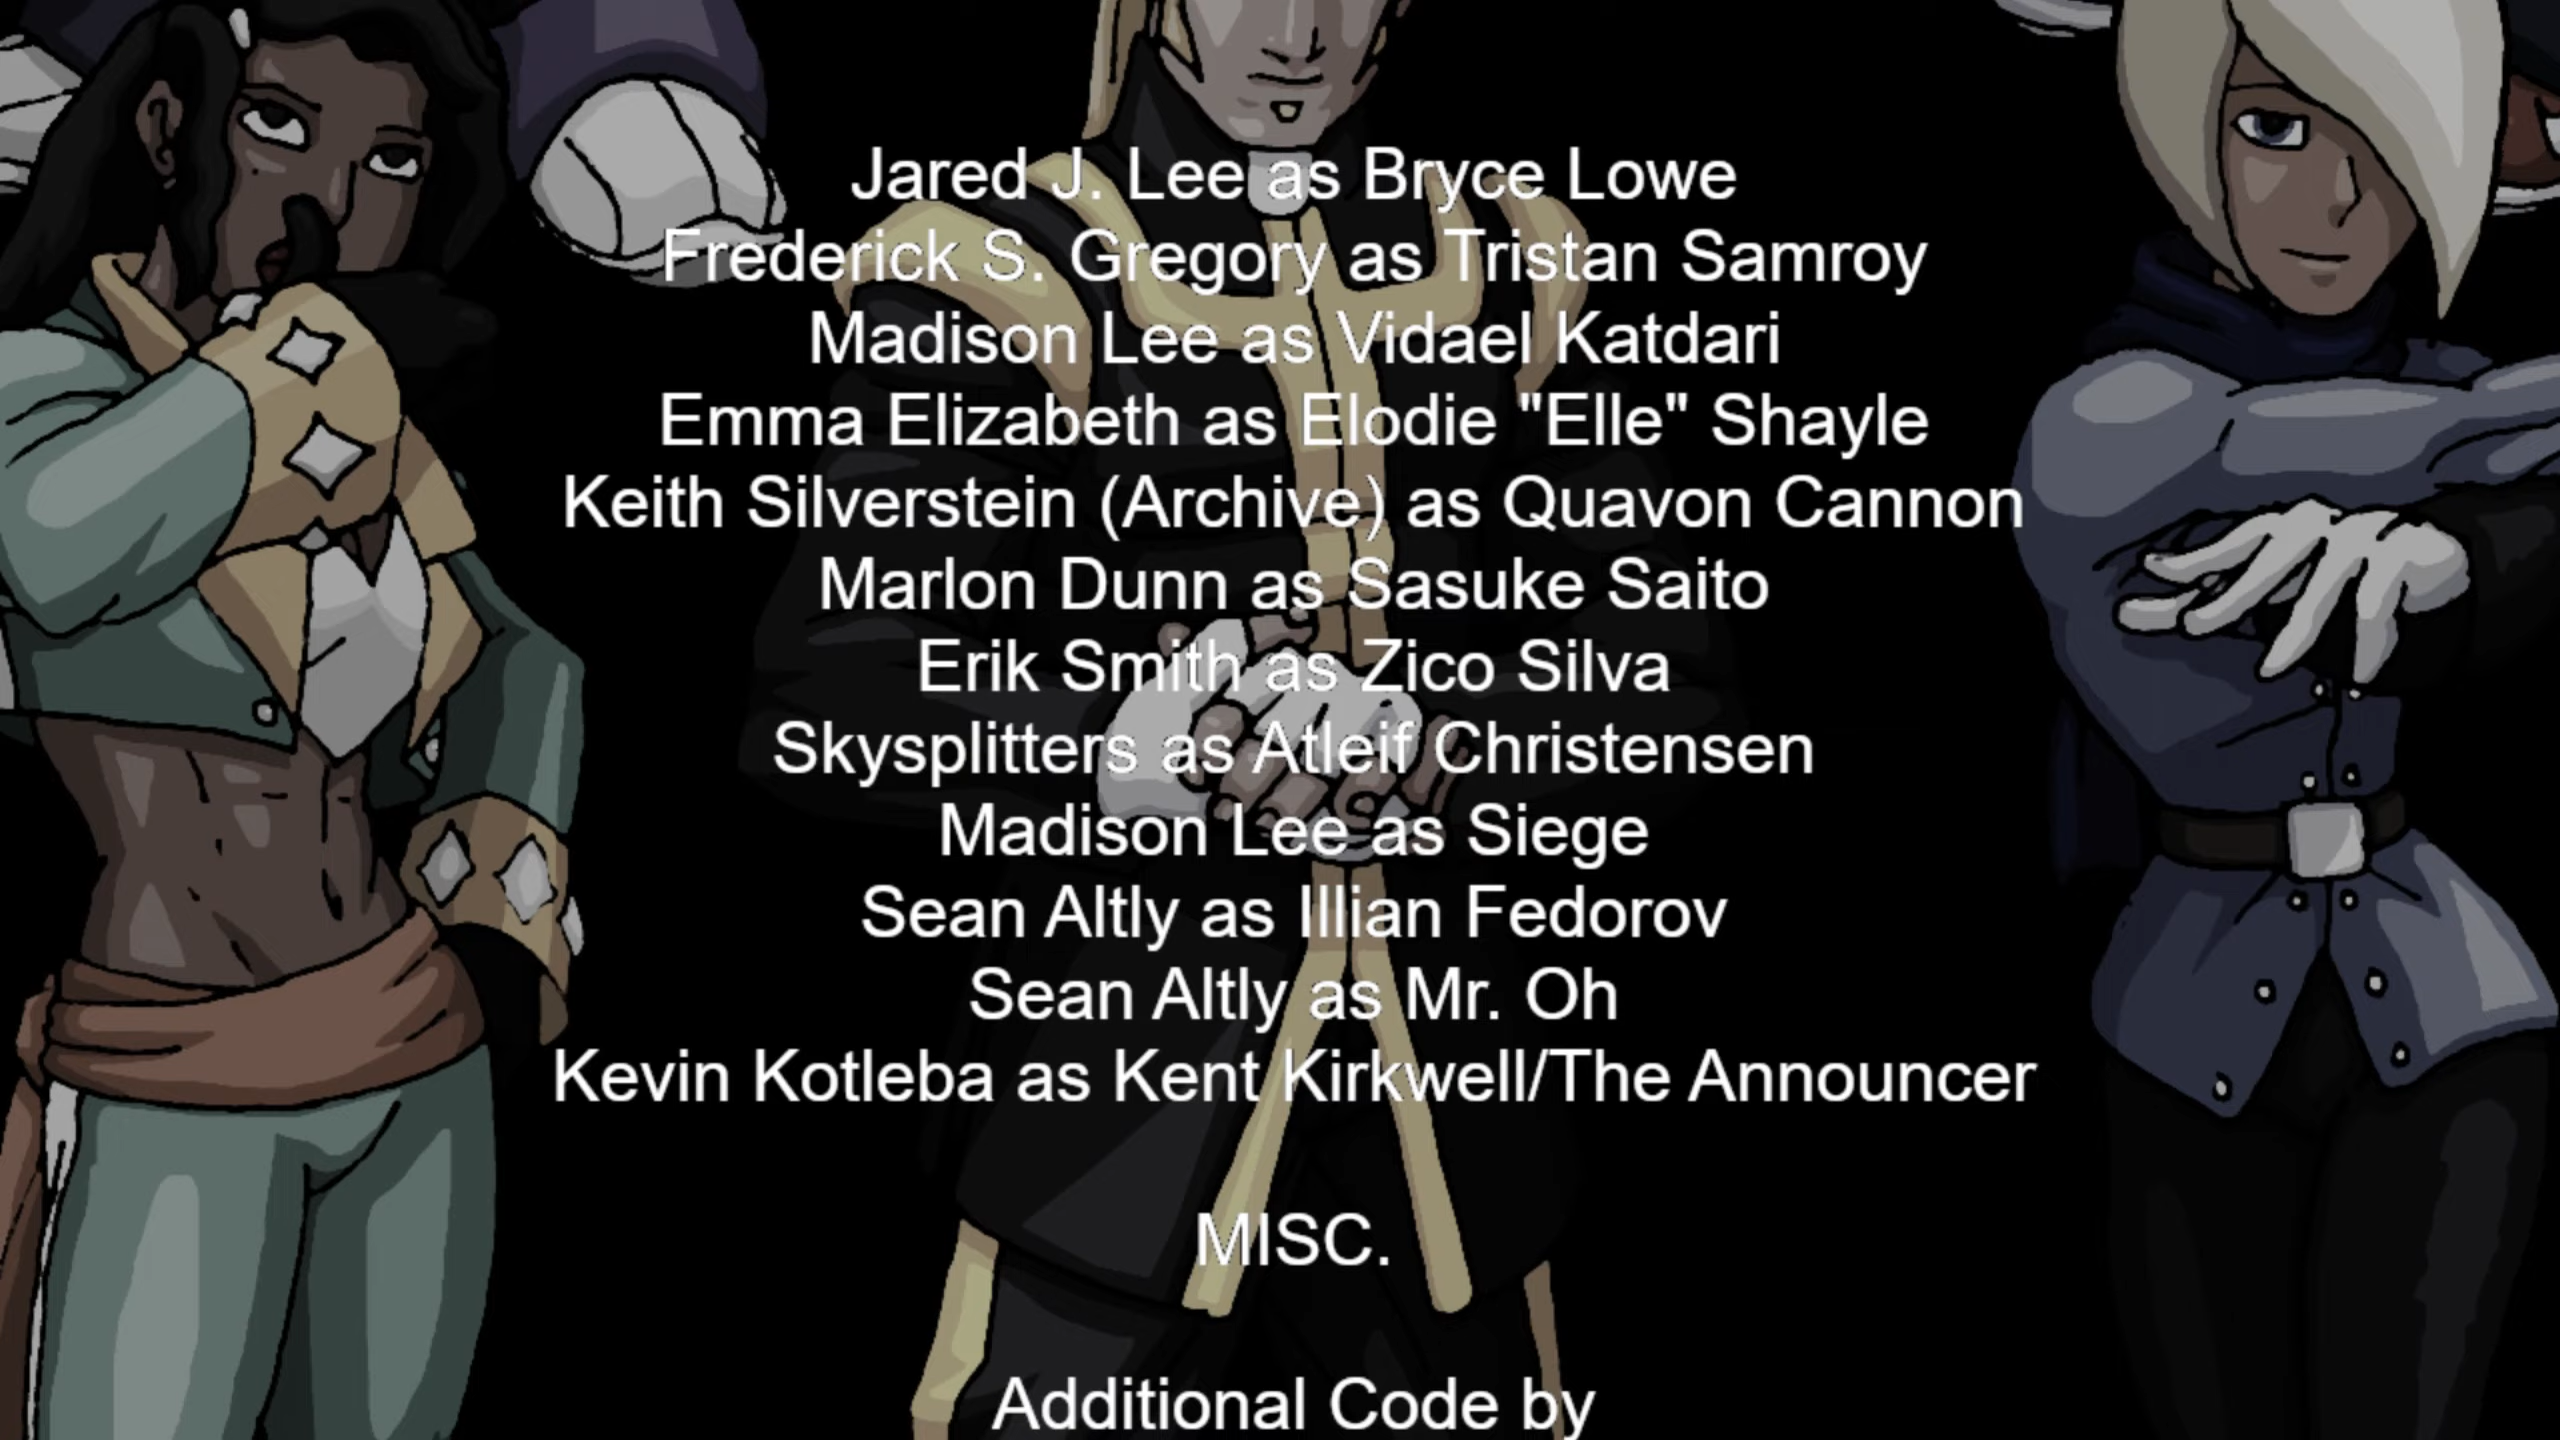 Jared J. Lee as Bryce Lowe
Frederick S. Gregory as Tristan Samroy
Madison Lee as Vidael Katdari
Emma Elizabeth as Elodie "Elle" Shayle
Keith Silverstein (Archive) as Quavon Cannon
Marlon Dunn as Sasuke Saito
Erik Smith as Zico Silva
Skysplitters as Atleif Christensen
Madison Lee as Siege
Sean Altly as Illian Fedorov
Sean Altly as Mr. Oh
Kevin Kotleba as Kent Kirkwell/The Announcer
MISC.
Additional Code by